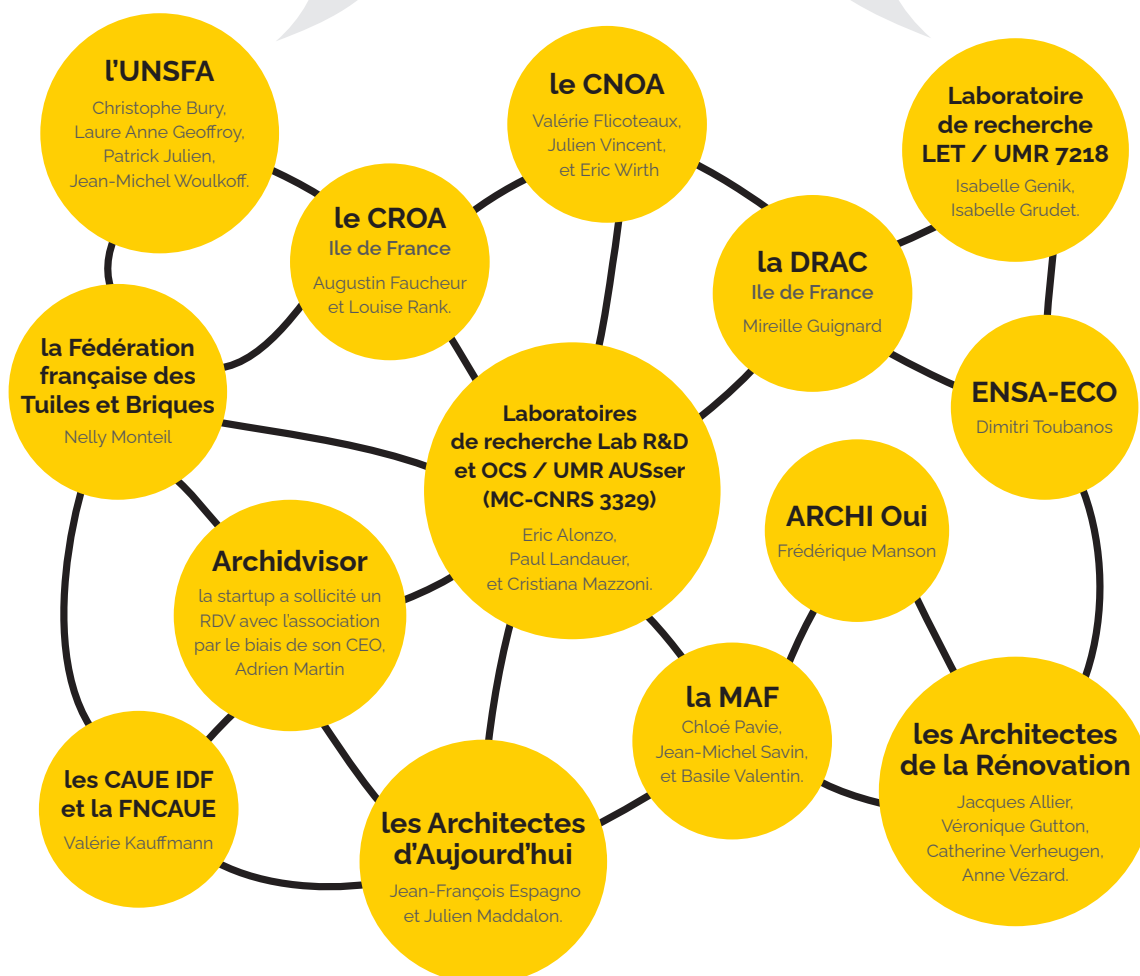 l'UNSFA
Christophe Bury,
Laure Anne Geoffroy,
Patrick Julien,
Jean-Michel Woulkoff.
le CNOA
Valérie Flicoteaux,
Julien Vincent,
et Eric Wirth
Laboratoire
de recherche
LET / UMR 7218
Isabelle Genik,
Isabelle Grudet.
le CROA
Ile de France
Augustin Faucheur
et Louise Rank.
la DRAC
Ile de France
Mireille Guignard
la Fédération
française des
Tuiles et Briques
Nelly Monteil
Laboratoires
de recherche Lab R&D
et OCS / UMR AUSser
(MC-CNRS 3329)
Eric Alonzo,
Paul Landauer,
et Cristiana Mazzoni.
ENSA-ECO
Dimitri Toubanos
ARCHI Oui
Frédérique Manson
Archidvisor
la startup a sollicité un
RDV avec l'association
par le biais de son CEO,
Adrien Martin
la MAF
Chloé Pavie,
Jean-Michel Savin,
et Basile Valentin.
les Architectes
de la Rénovation
Jacques Allier,
Véronique Gutton,
Catherine Verheugen,
Anne Vézard.
les CAUE IDF
et la FNCAUE
Valérie Kauffmann
les Architectes
d'Aujourd'hui
Jean-François Espagno
et Julien Maddalon.